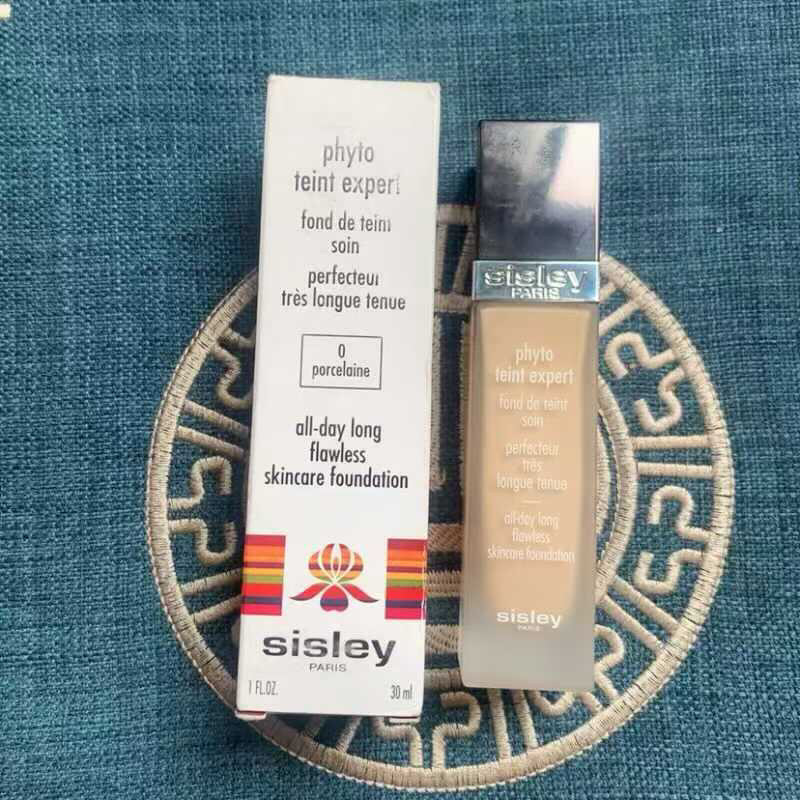 phyto
teint expert
fond de teint
soin
perfecteur
très longue tenue
0
porcelaine
all-day long
flawless
skincare foundation
sisley
PARIS
1 FL.OZ.
30 ml
sisley
PARIS
phyto
teint expert
fond de teint
soin
perfecteur
très
longue tenue
all-day long
flawless
skincare foundation
sisley
PARIS